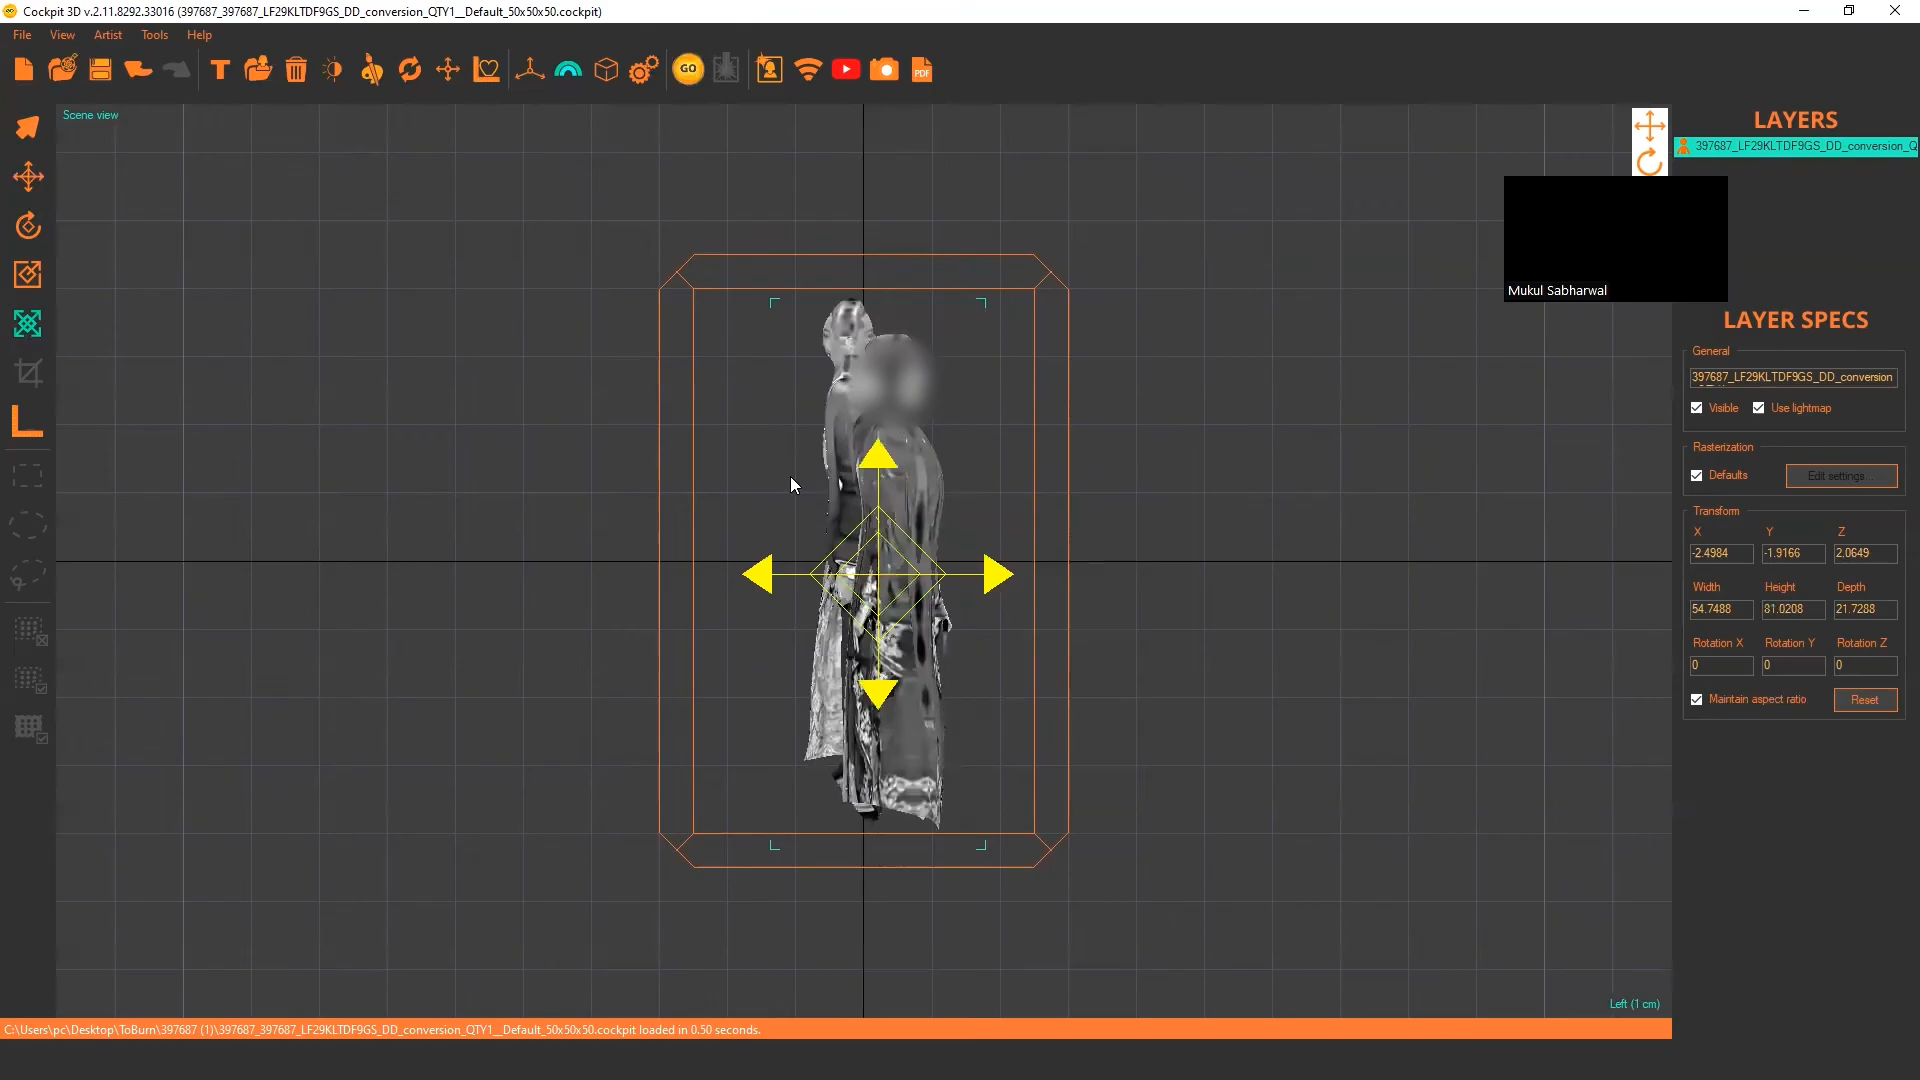 Cockpit 3D v.2.11.8292.33016 (397687_397687_LF29KLTDF9GS_DD_conversion_QTY1__Default_50x50x50.cockpit)
File View Artist Tools Help
T GO PDF
Scene view
LAYERS
397687_LF29KLTDF9GS_DD_conversion_Q
Mukul Sabharwal
LAYER SPECS
General
397687_LF29KLTDF9GS_DD_conversion
Visible Use lightmap
Rasterization
Defaults Edit settings...
Transform
X Y Z
-2.4984 -1.9166 2.0649
Width Height Depth
54.7488 81.0208 21.7288
Rotation X Rotation Y Rotation Z
0 0 0
Maintain aspect ratio Reset
Left (1 cm)
C:\Users\pc\Desktop\ToBurn\397687 (1)\397687_397687_LF29KLTDF9GS_DD_conversion_QTY1__Default_50x50x50.cockpit loaded in 0.50 seconds.